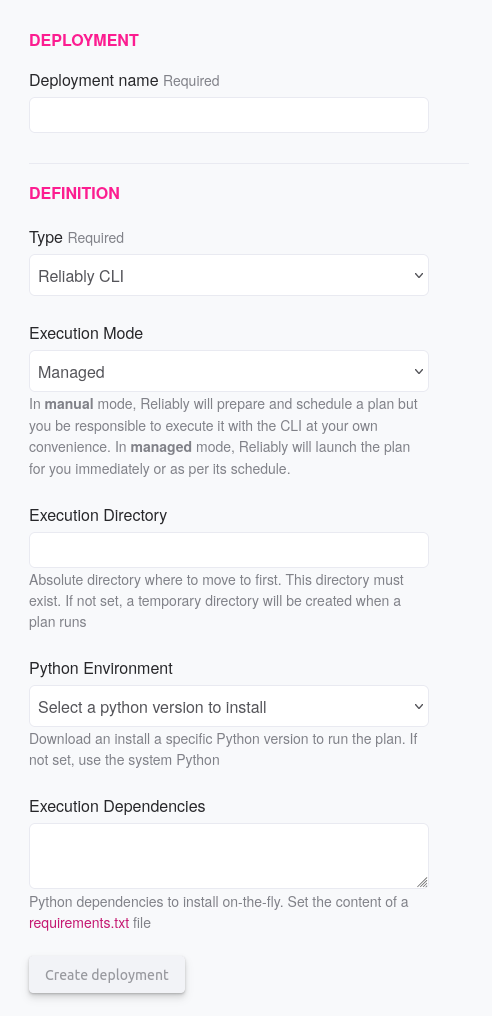 DEPLOYMENT
Deployment name Required
DEFINITION
Type Required
Reliably CLI
Execution Mode
Managed
In manual mode, Reliably will prepare and schedule a plan but
you be responsible to execute it with the CLI at your own
convenience. In managed mode, Reliably will launch the plan
for you immediately or as per its schedule.
Execution Directory
Absolute directory where to move to first. This directory must
exist. If not set, a temporary directory will be created when a
plan runs
Python Environment
Select a python version to install
Download an install a specific Python version to run the plan. If
not set, use the system Python
Execution Dependencies
Python dependencies to install on-the-fly. Set the content of a
requirements.txt file
Create deployment